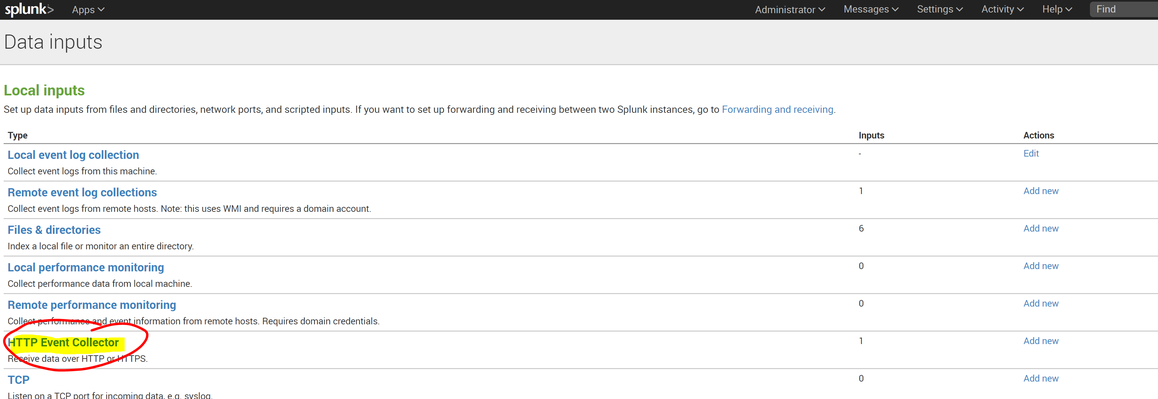 splunk> Apps Administrator Messages Settings Activity Help Find
Data inputs
Local inputs
Set up data inputs from files and directories, network ports, and scripted inputs. If you want to set up forwarding and receiving between two Splunk instances, go to Forwarding and receiving.
Type Inputs Actions
Local event log collection - Edit
Collect event logs from this machine.
Remote event log collections 1 Add new
Collect event logs from remote hosts. Note: this uses WMI and requires a domain account.
Files & directories 6 Add new
Index a local file or monitor an entire directory.
Local performance monitoring 0 Add new
Collect performance data from local machine.
Remote performance monitoring 0 Add new
Collect performance and event information from remote hosts. Requires domain credentials.
HTTP Event Collector 1 Add new
Receive data over HTTP or HTTPS.
TCP 0 Add new
Listen on a TCP port for incoming data, e.g. syslog.